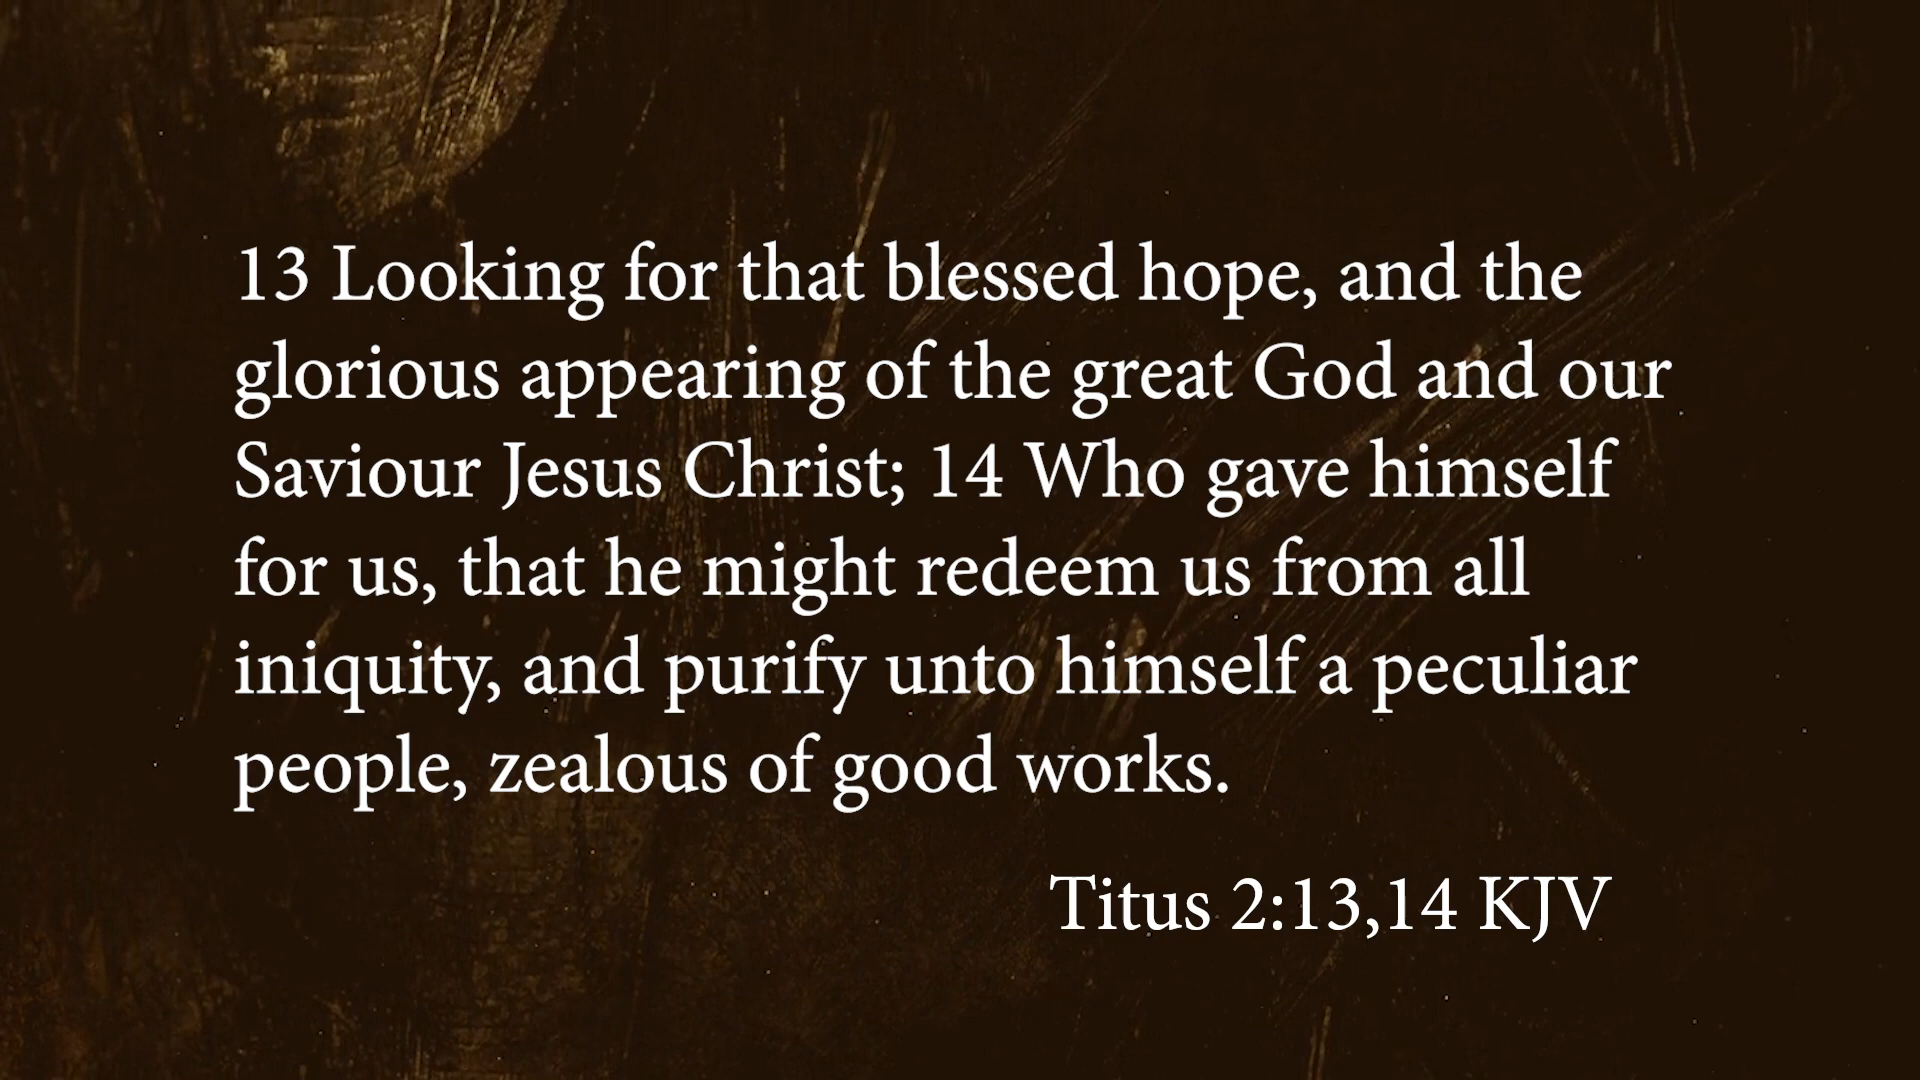 13 Looking for that blessed hope, and the
glorious appearing of the great God and our
Saviour Jesus Christ; 14 Who gave himself
for us, that he might redeem us from all
iniquity, and purify unto himself a peculiar
people, zealous of good works.
Titus 2:13,14 KJV